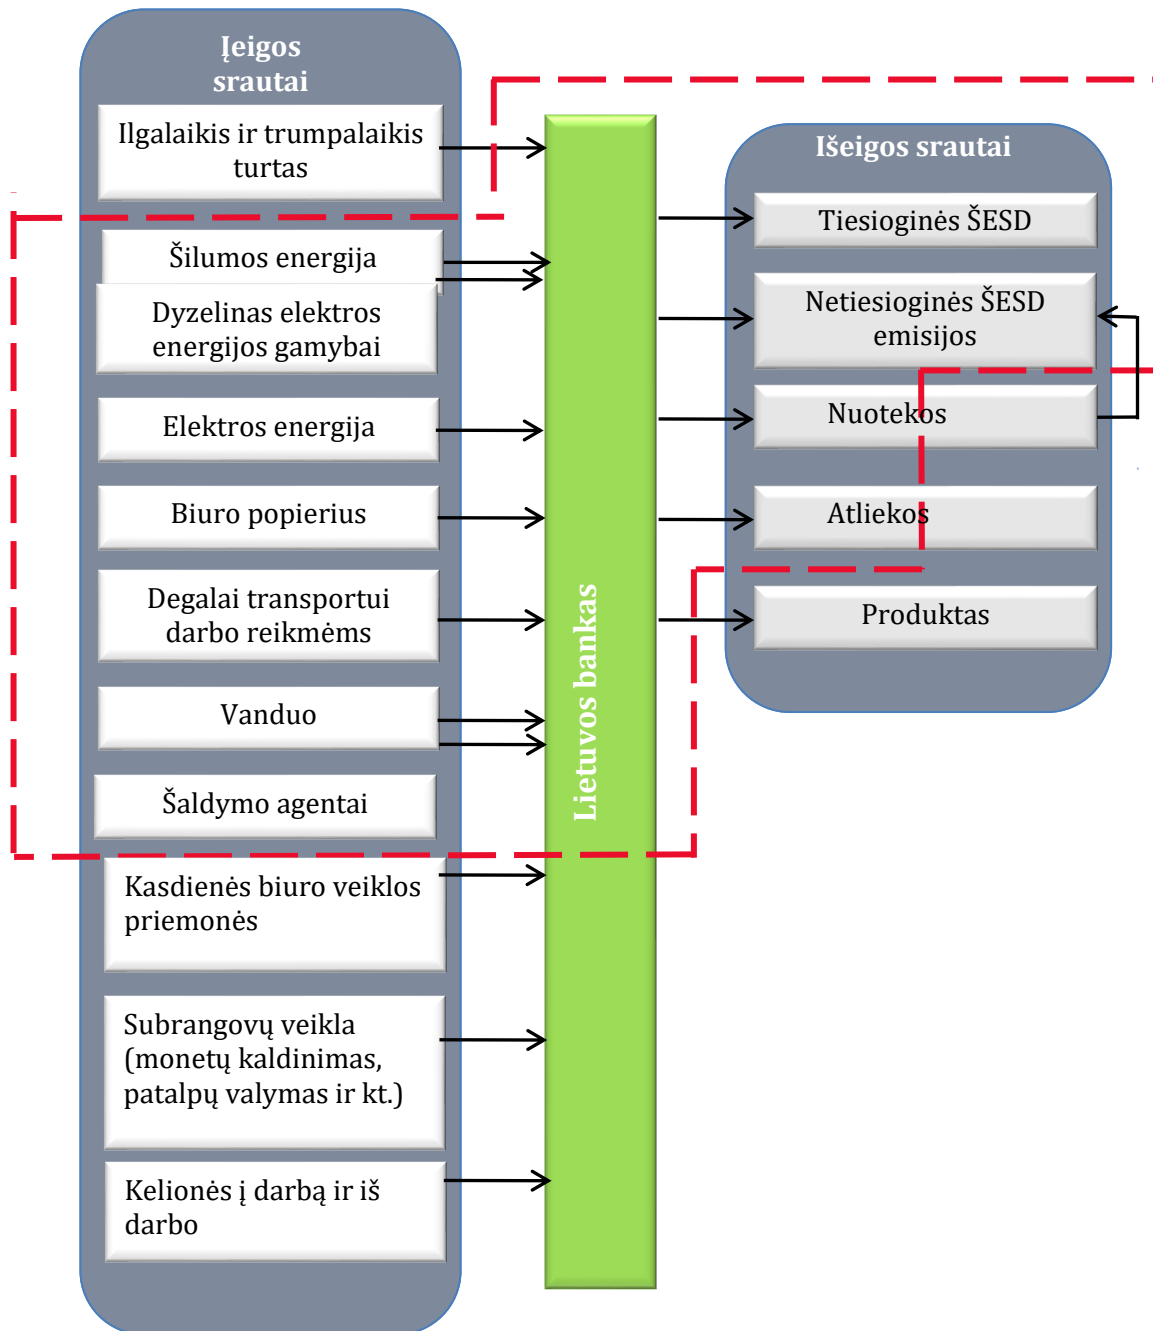 Įeigos
srautai
Ilgalaikis ir trumpalaikis
turtas
Šilumos energija
Dyzelinas elektros
energijos gamybai
Elektros energija
Biuro popierius
Degalai transportui
darbo reikmėms
Vanduo
Šaldymo agentai
Kasdienės biuro veiklos
priemonės
Subrangovų veikla
(monetų kaldinimas,
patalpų valymas ir kt.)
Kelionės į darbą ir iš
darbo
Lietuvos bankas
Išeigos srautai
Tiesioginės ŠESD
Netiesioginės ŠESD
emisijos
Nuotekos
Atliekos
Produktas